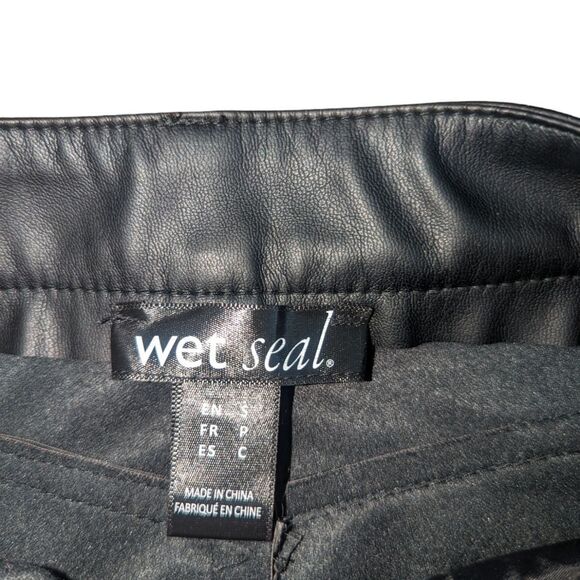 wet seal®
EN S
FR P
ES C
MADE IN CHINA
FABRIQUÉ EN CHINE